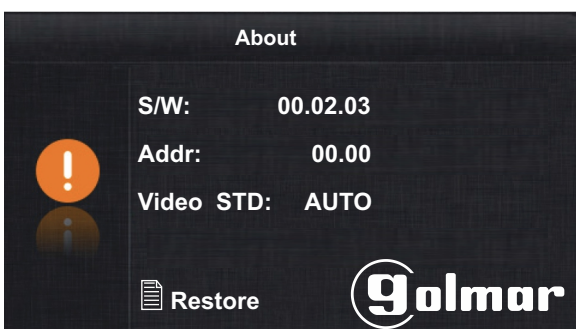 About
S/W: 00.02.03
Addr: 00.00
Video STD: AUTO
Restore
golmar